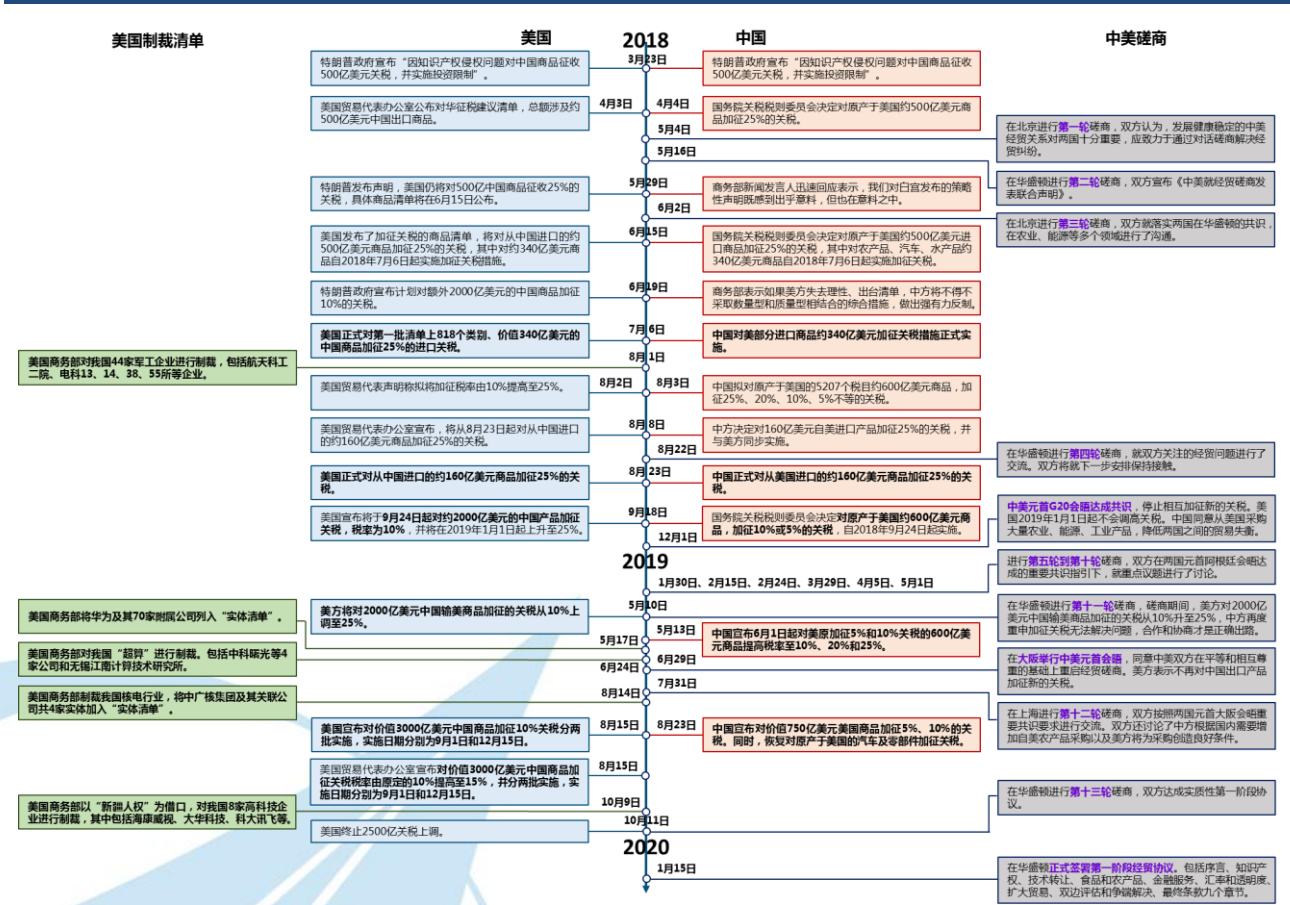 美国制裁清单
美国
2018
中国
中美磋商
3月23日
特朗普政府宣布“因知识产权侵权问题对中国商品征收
500亿美元关税，并实施投资限制”。
特朗普政府宣布“因知识产权侵权问题对中国商品征收
500亿美元关税，并实施投资限制”。
4月3日
美国贸易代表办公室公布对华征税建议清单，总额涉及约
500亿美元中国出口商品。
4月4日
国务院关税税则委员会决定对原产于美国约500亿美元商
品加征25%的关税。
5月4日
在北京进行第一轮磋商，双方认为，发展健康稳定的中美
经贸关系对两国十分重要，应致力于通过对话磋商解决经
贸纠纷。
5月16日
在华盛顿进行第二轮磋商，双方宣布《中美就经贸磋商发
表联合声明》。
5月29日
特朗普发布声明，美国仍将对500亿中国商品征收25%的
关税，具体商品清单将在6月15日公布。
商务部新闻发言人迅速回应表示，我们对白宫发布的策略
性声明既感到出乎意料，但也在意料之中。
6月2日
在北京进行第三轮磋商，双方就落实两国在华盛顿的共识，
在农业、能源等多个领域进行了沟通。
6月15日
美国发布了加征关税的商品清单，将对从中国进口的约
500亿美元商品加征25%的关税，其中对约340亿美元商
品自2018年7月6日起实施加征关税措施。
国务院关税税则委员会决定对原产于美国约500亿美元进
口商品加征25%的关税，其中对农产品、汽车、水产品约
340亿美元商品自2018年7月6日起实施加征关税。
6月19日
特朗普政府宣布计划对额外2000亿美元的中国商品加征
10%的关税。
商务部表示如果美方失去理性、出台清单，中方将不得不
采取数量型和质量型相结合的综合措施，做出强有力反制。
7月6日
美国正式对第一批清单上818个类别、价值340亿美元的
中国商品加征25%的进口关税。
中国对美部分进口商品约340亿美元加征关税措施正式实
施。
8月1日
美国商务部对我国44家军工企业进行制裁，包括航天科工
二院、电科13、14、38、55所等企业。
8月2日
美国贸易代表声明称拟将加征税率由10%提高至25%。
8月3日
中国拟对原产于美国的5207个税目约600亿美元商品，加
征25%、20%、10%、5%不等的关税。
8月8日
美国贸易代表办公室宣布，将从8月23日起对从中国进口
的约160亿美元商品加征25%的关税。
中方决定对160亿美元自美进口产品加征25%的关税，并
与美方同步实施。
8月22日
在华盛顿进行第四轮磋商，就双方关注的经贸问题进行了
交流。双方将就下一步安排保持接触。
8月23日
美国正式对从中国进口的约160亿美元商品加征25%的关
税。
中国正式对从美国进口的约160亿美元商品加征25%的关
税。
9月18日
美国宣布将于9月24日起对约2000亿美元的中国产品加征
关税，税率为10%，并将在2019年1月1日起上升至25%。
国务院关税税则委员会决定对原产于美国约600亿美元商
品，加征10%或5%的关税，自2018年9月24日起实施。
12月1日
中美元首G20会晤达成共识，停止相互加征新的关税。美
国2019年1月1日起不会调高关税。中国同意从美国采购
大量农业、能源、工业产品，降低两国之间的贸易失衡。
2019
1月30日、2月15日、2月24日、3月29日、4月5日、5月1日
进行第五轮到第十轮磋商，双方在两国元首阿根廷会晤达
成的重要共识指引下，就重点议题进行了讨论。
5月10日
美方将对2000亿美元中国输美商品加征的关税从10%上
调至25%。
在华盛顿进行第十一轮磋商，磋商期间，美方对2000亿
美元中国输美商品加征的关税从10%升至25%，中方再度
重申加征关税无法解决问题，合作和协商才是正确出路。
5月13日
中国宣布6月1日起对美原加征5%和10%关税的600亿美
元商品提高税率至10%、20%和25%。
5月17日
美国商务部将华为及其70家附属公司列入“实体清单”。
6月24日
美国商务部对我国“超算”进行制裁。包括中科曙光等4
家公司和无锡江南计算技术研究所。
6月29日
在大阪举行中美元首会晤，同意中美双方在平等和相互尊
重的基础上重启经贸磋商。美方表示不再对中国出口产品
加征新的关税。
7月31日
在上海进行第十二轮磋商，双方按照两国元首大阪会晤重
要共识要求进行交流。双方还讨论了中方根据国内需要增
加自美农产品采购以及美方将为采购创造良好条件。
8月14日
美国商务部制裁我国核电行业，将中广核集团及其关联公
司共4家实体加入“实体清单”。
8月15日
美国宣布对价值3000亿美元中国商品加征10%关税分两
批实施，实施日期分别为9月1日和12月15日。
8月23日
中国宣布对价值750亿美元美国商品加征5%、10%的关
税。同时，恢复对原产于美国的汽车及零部件加征关税。
8月15日
美国贸易代表办公室宣布对价值3000亿美元中国商品加
征关税税率由原定的10%提高至15%，并分两批实施，实
施日期分别为9月1日和12月15日。
10月9日
美国商务部以“新疆人权”为借口，对我国8家高科技企
业进行制裁，其中包括海康威视、大华科技、科大讯飞等。
10月11日
美国终止2500亿关税上调。
在华盛顿进行第十三轮磋商，双方达成实质性第一阶段协
议。
2020
1月15日
在华盛顿正式签署第一阶段经贸协议。包括序言、知识产
权、技术转让、食品和农产品、金融服务、汇率和透明度、
扩大贸易、双边评估和争端解决、最终条款九个章节。